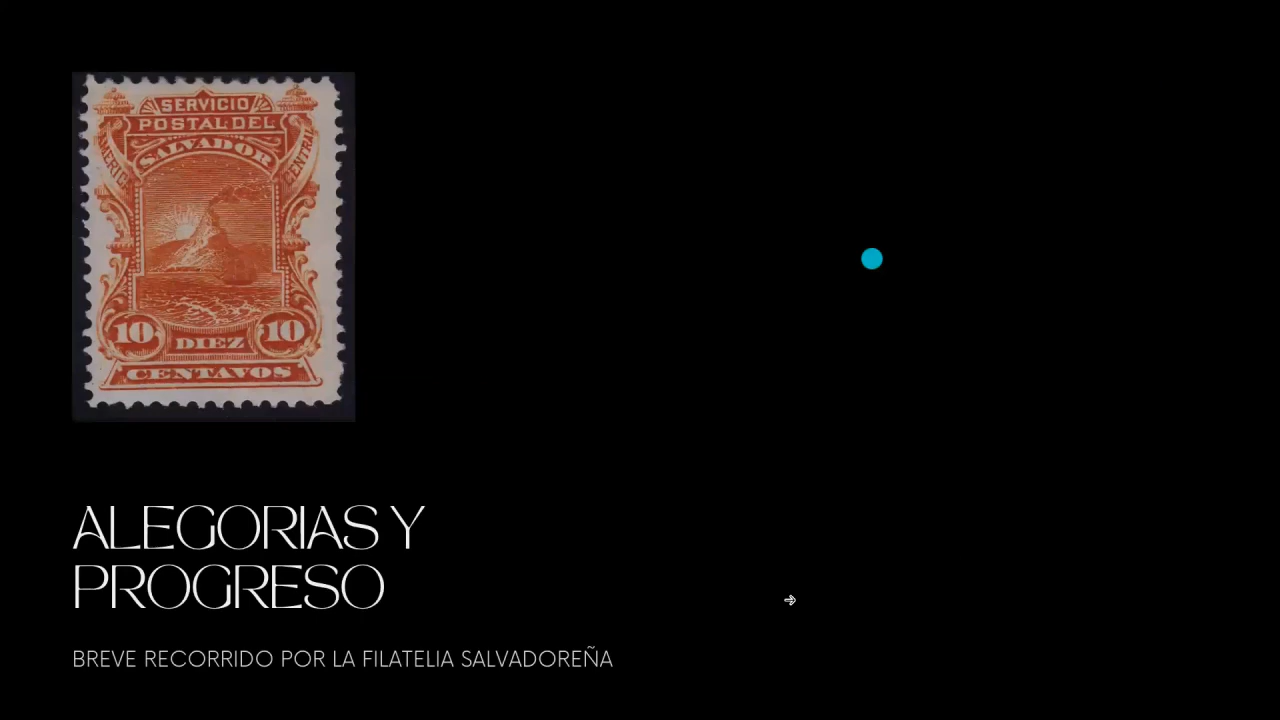 SERVICIO
POSTAL DEL
SALVADOR
AMERICA
CENTRAL
10 DIEZ 10
CENTAVOS
ALEGORIAS Y
PROGRESO
BREVE RECORRIDO POR LA FILATELIA SALVADOREÑA